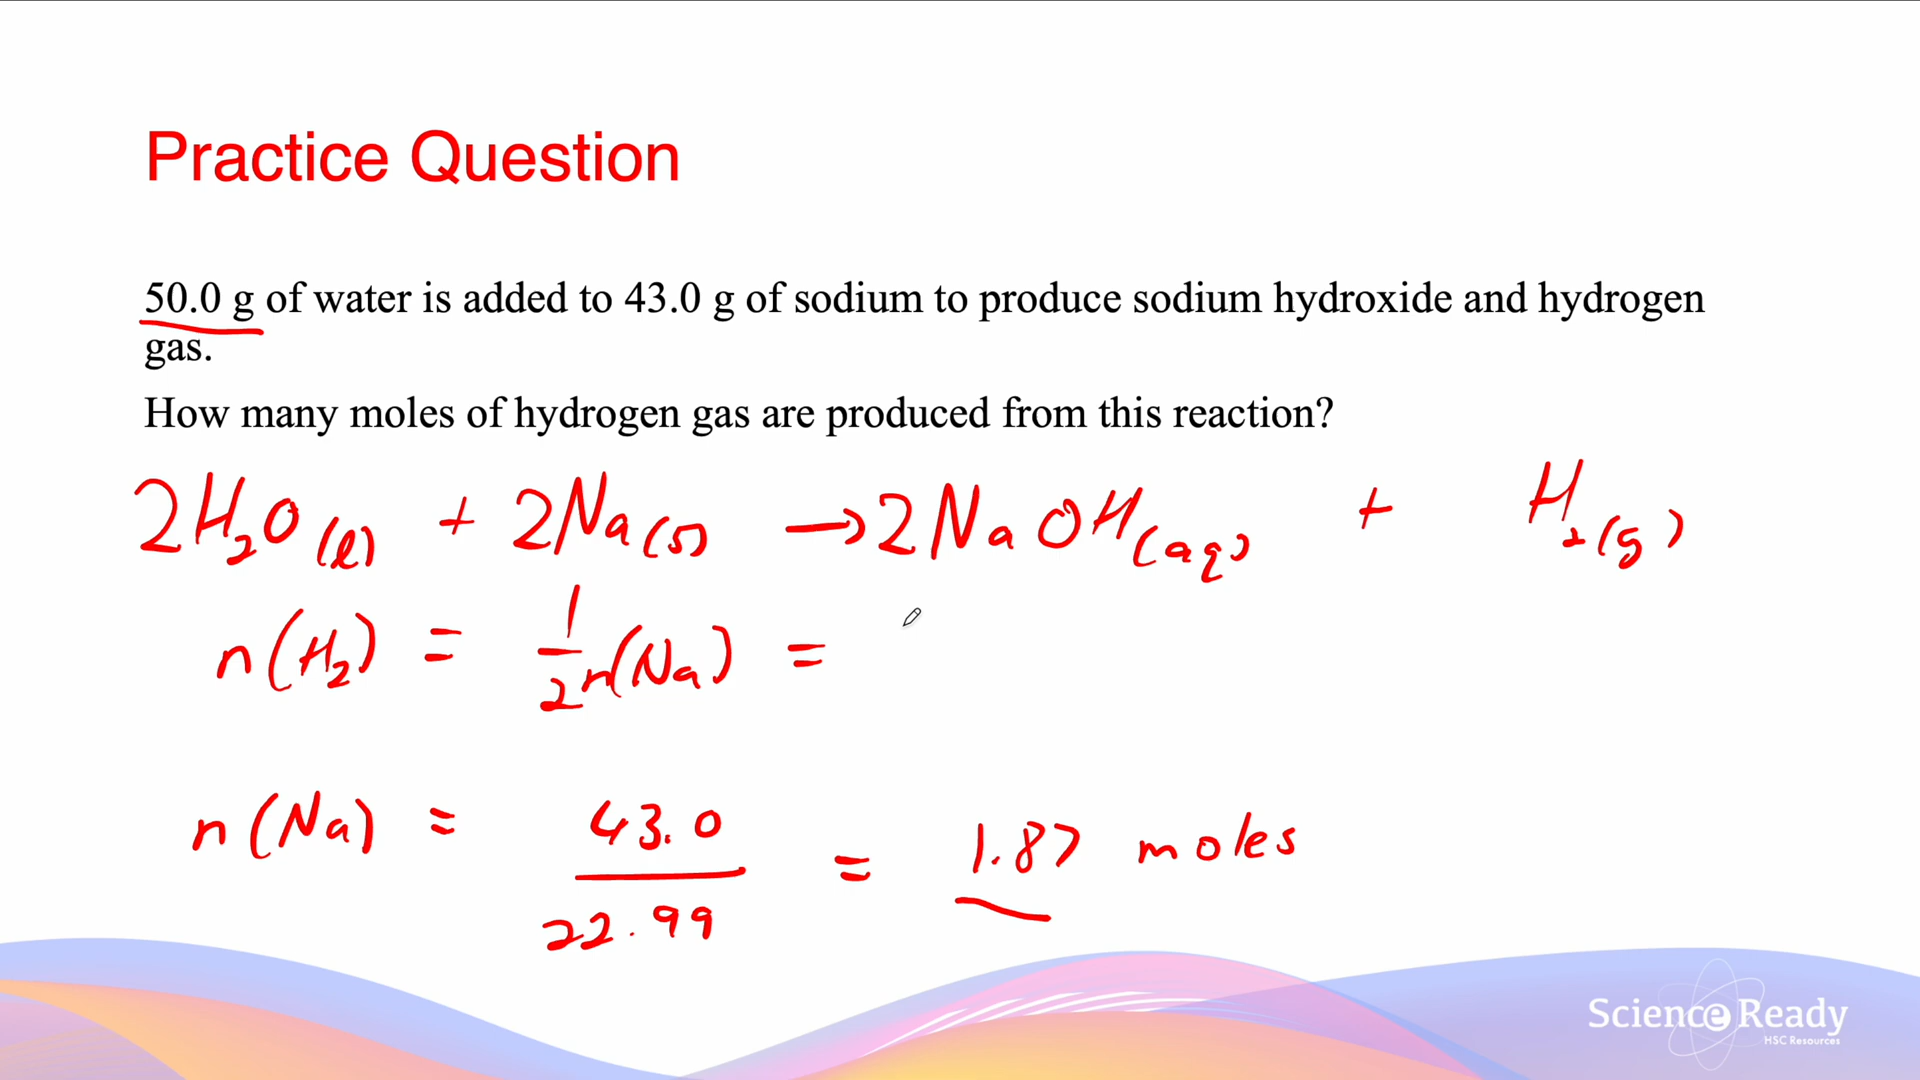 Practice Question
50.0 g of water is added to 43.0 g of sodium to produce sodium hydroxide and hydrogen
gas.
How many moles of hydrogen gas are produced from this reaction?
2H₂O(l) + 2Na(s) → 2NaOH(aq) + H₂(g)
n(H₂) = 1/2 n(Na) =
n(Na) = 43.0/22.99 = 1.87 moles
Science Ready
HSC Resources